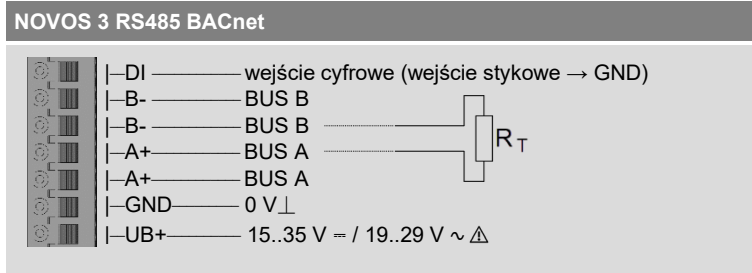 NOVOS 3 RS485 BACnet
DI wejście cyfrowe (wejście stykowe → GND)
B- BUS B
B- BUS B
A+ BUS A
A+ BUS A
GND 0 V⊥
UB+ 15..35 V ⎓ / 19..29 V ~ ⚠
RT